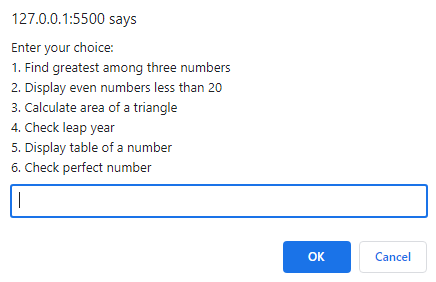 127.0.0.1:5500 says
Enter your choice:
1. Find greatest among three numbers
2. Display even numbers less than 20
3. Calculate area of a triangle
4. Check leap year
5. Display table of a number
6. Check perfect number
OK
Cancel